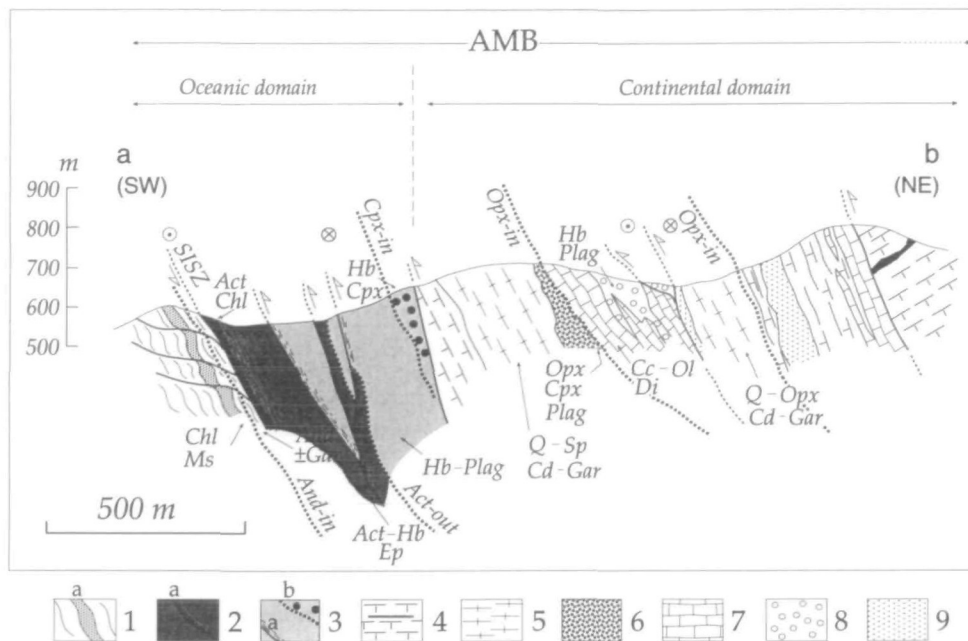 AMB
Oceanic domain
Continental domain
a
(SW)
b
(NE)
m
900
800
700
600
500
SISZ
Act
Chl
Cpx-in
Hb
Cpx
Opx-in
Hb
Plag
Opx-in
Chl
Ms
And-in
Hb-Plag
Act-out
Act-Hb
Ep
Opx
Cpx
Plag
Q-Sp
Cd-Gar
Cc-Ol
Di
Q-Opx
Cd-Gar
500 m
a
1
a
2
b
a
3
4
5
6
7
8
9